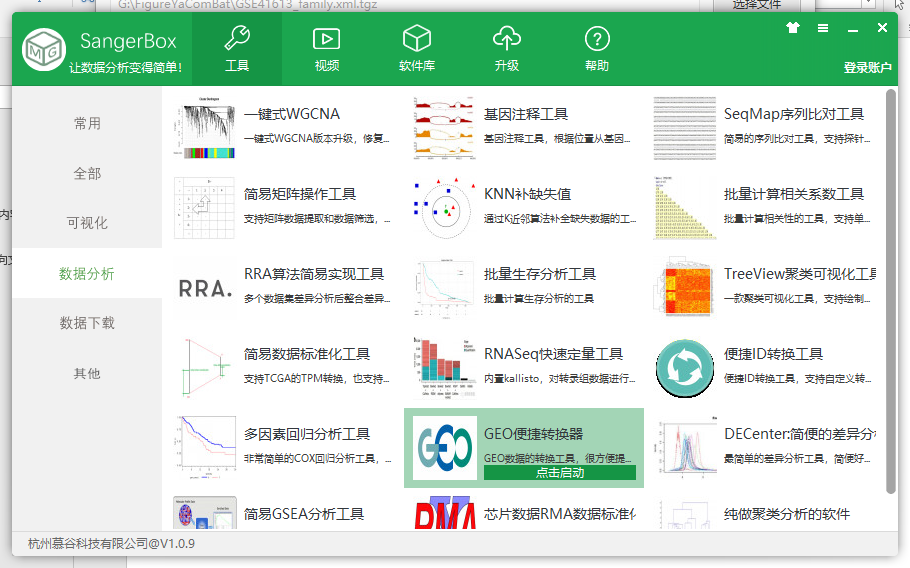 G:\FigureYaComBat\GSE41613_family.xml.tgz
选择文件
MG
SangerBox
让数据分析变得简单！
工具
视频
软件库
升级
帮助
登录账户
常用
全部
可视化
数据分析
数据下载
其他
一键式WGCNA
一键式WGCNA版本升级，修复...
基因注释工具
基因注释工具，根据位置从基因...
SeqMap序列比对工具
简易的序列比对工具，支持探针...
简易矩阵操作工具
支持矩阵数据提取和数据筛选，...
KNN补缺失值
通过K近邻算法补全缺失数据的工...
批量计算相关系数工具
批量计算相关性的工具，支持单...
RRA.
RRA算法简易实现工具
多个数据集差异分析后整合差异...
批量生存分析工具
批量计算生存分析的工具
TreeView聚类可视化工具
一款聚类可视化工具，支持绘制...
简易数据标准化工具
支持TCGA的TPM转换，也支持...
RNASeq快速定量工具
内置kallisto，对转录组数据进行...
便捷ID转换工具
便捷ID转换工具，支持自定义转...
多因素回归分析工具
非常简单的COX回归分析工具，...
GEO
GEO便捷转换器
GEO数据的转换工具，很方便提...
点击启动
DECenter:简便的差异分
最简单的差异分析工具，简便好...
简易GSEA分析工具
RMA
芯片数据RMA数据标准化
纯做聚类分析的软件
杭州慕谷科技有限公司@V1.0.9